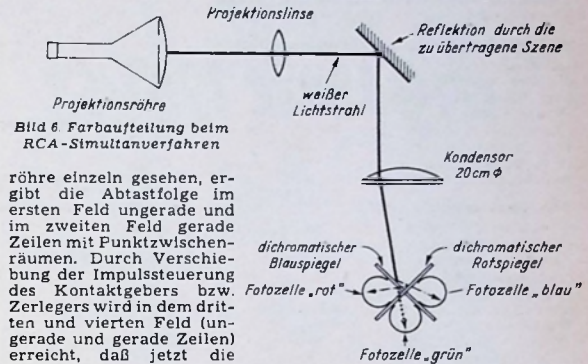 Projektionslinse
Reflektion durch die
zu übertragene Szene
Projektionsröhre
weißer
Lichtstrahl
Bild 6. Farbaufteilung beim
RCA-Simultanverfahren
Kondensor
20cm Φ
röhre einzeln gesehen, er-
gibt die Abtastfolge im
ersten Feld ungerade und
im zweiten Feld gerade
Zeilen mit Punktzwischen-
räumen. Durch Verschie-
bung der Impulssteuerung
des Kontaktgebers bzw.
Zerlegers wird in dem drit-
ten und vierten Feld (un-
gerade und gerade Zeilen)
erreicht, daß jetzt die
dichromatischer
Blauspiegel
dichromatischer
Rotspiegel
Fotozelle „rot"
Fotozelle „blau"
Fotozelle „grün"